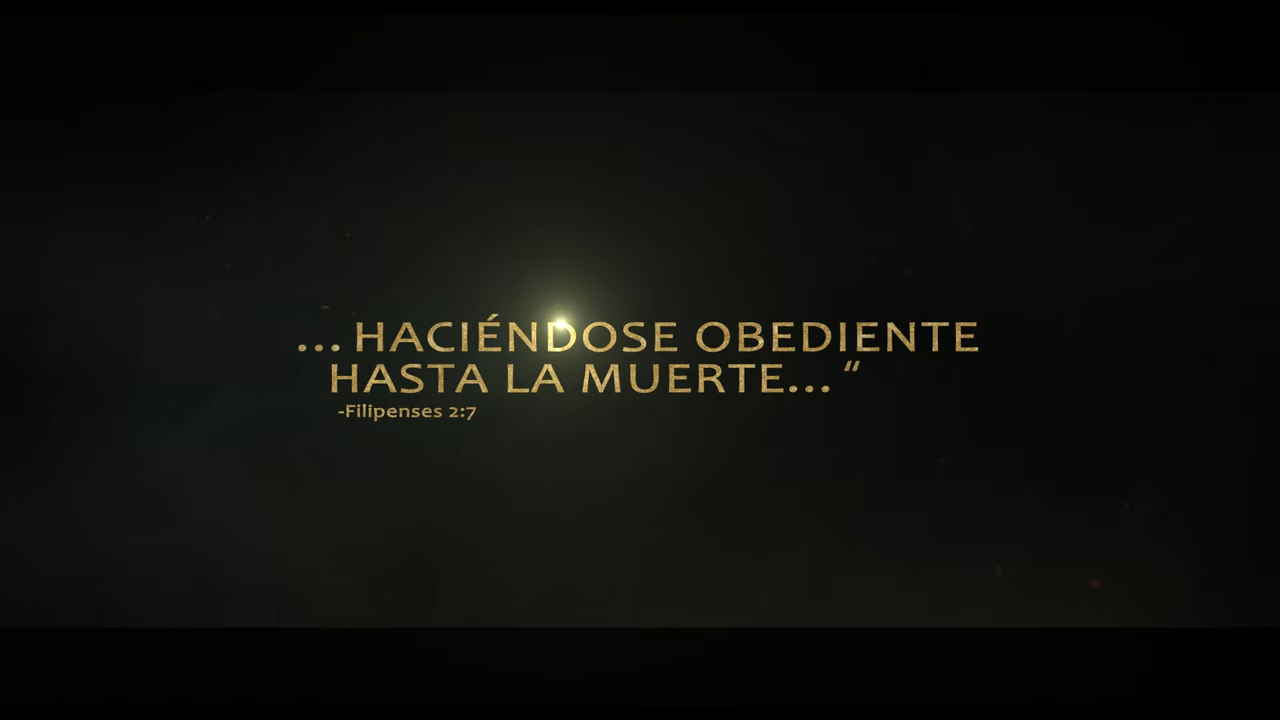 ... HACIÉNDOSE OBEDIENTE
HASTA LA MUERTE... “
-Filipenses 2:7